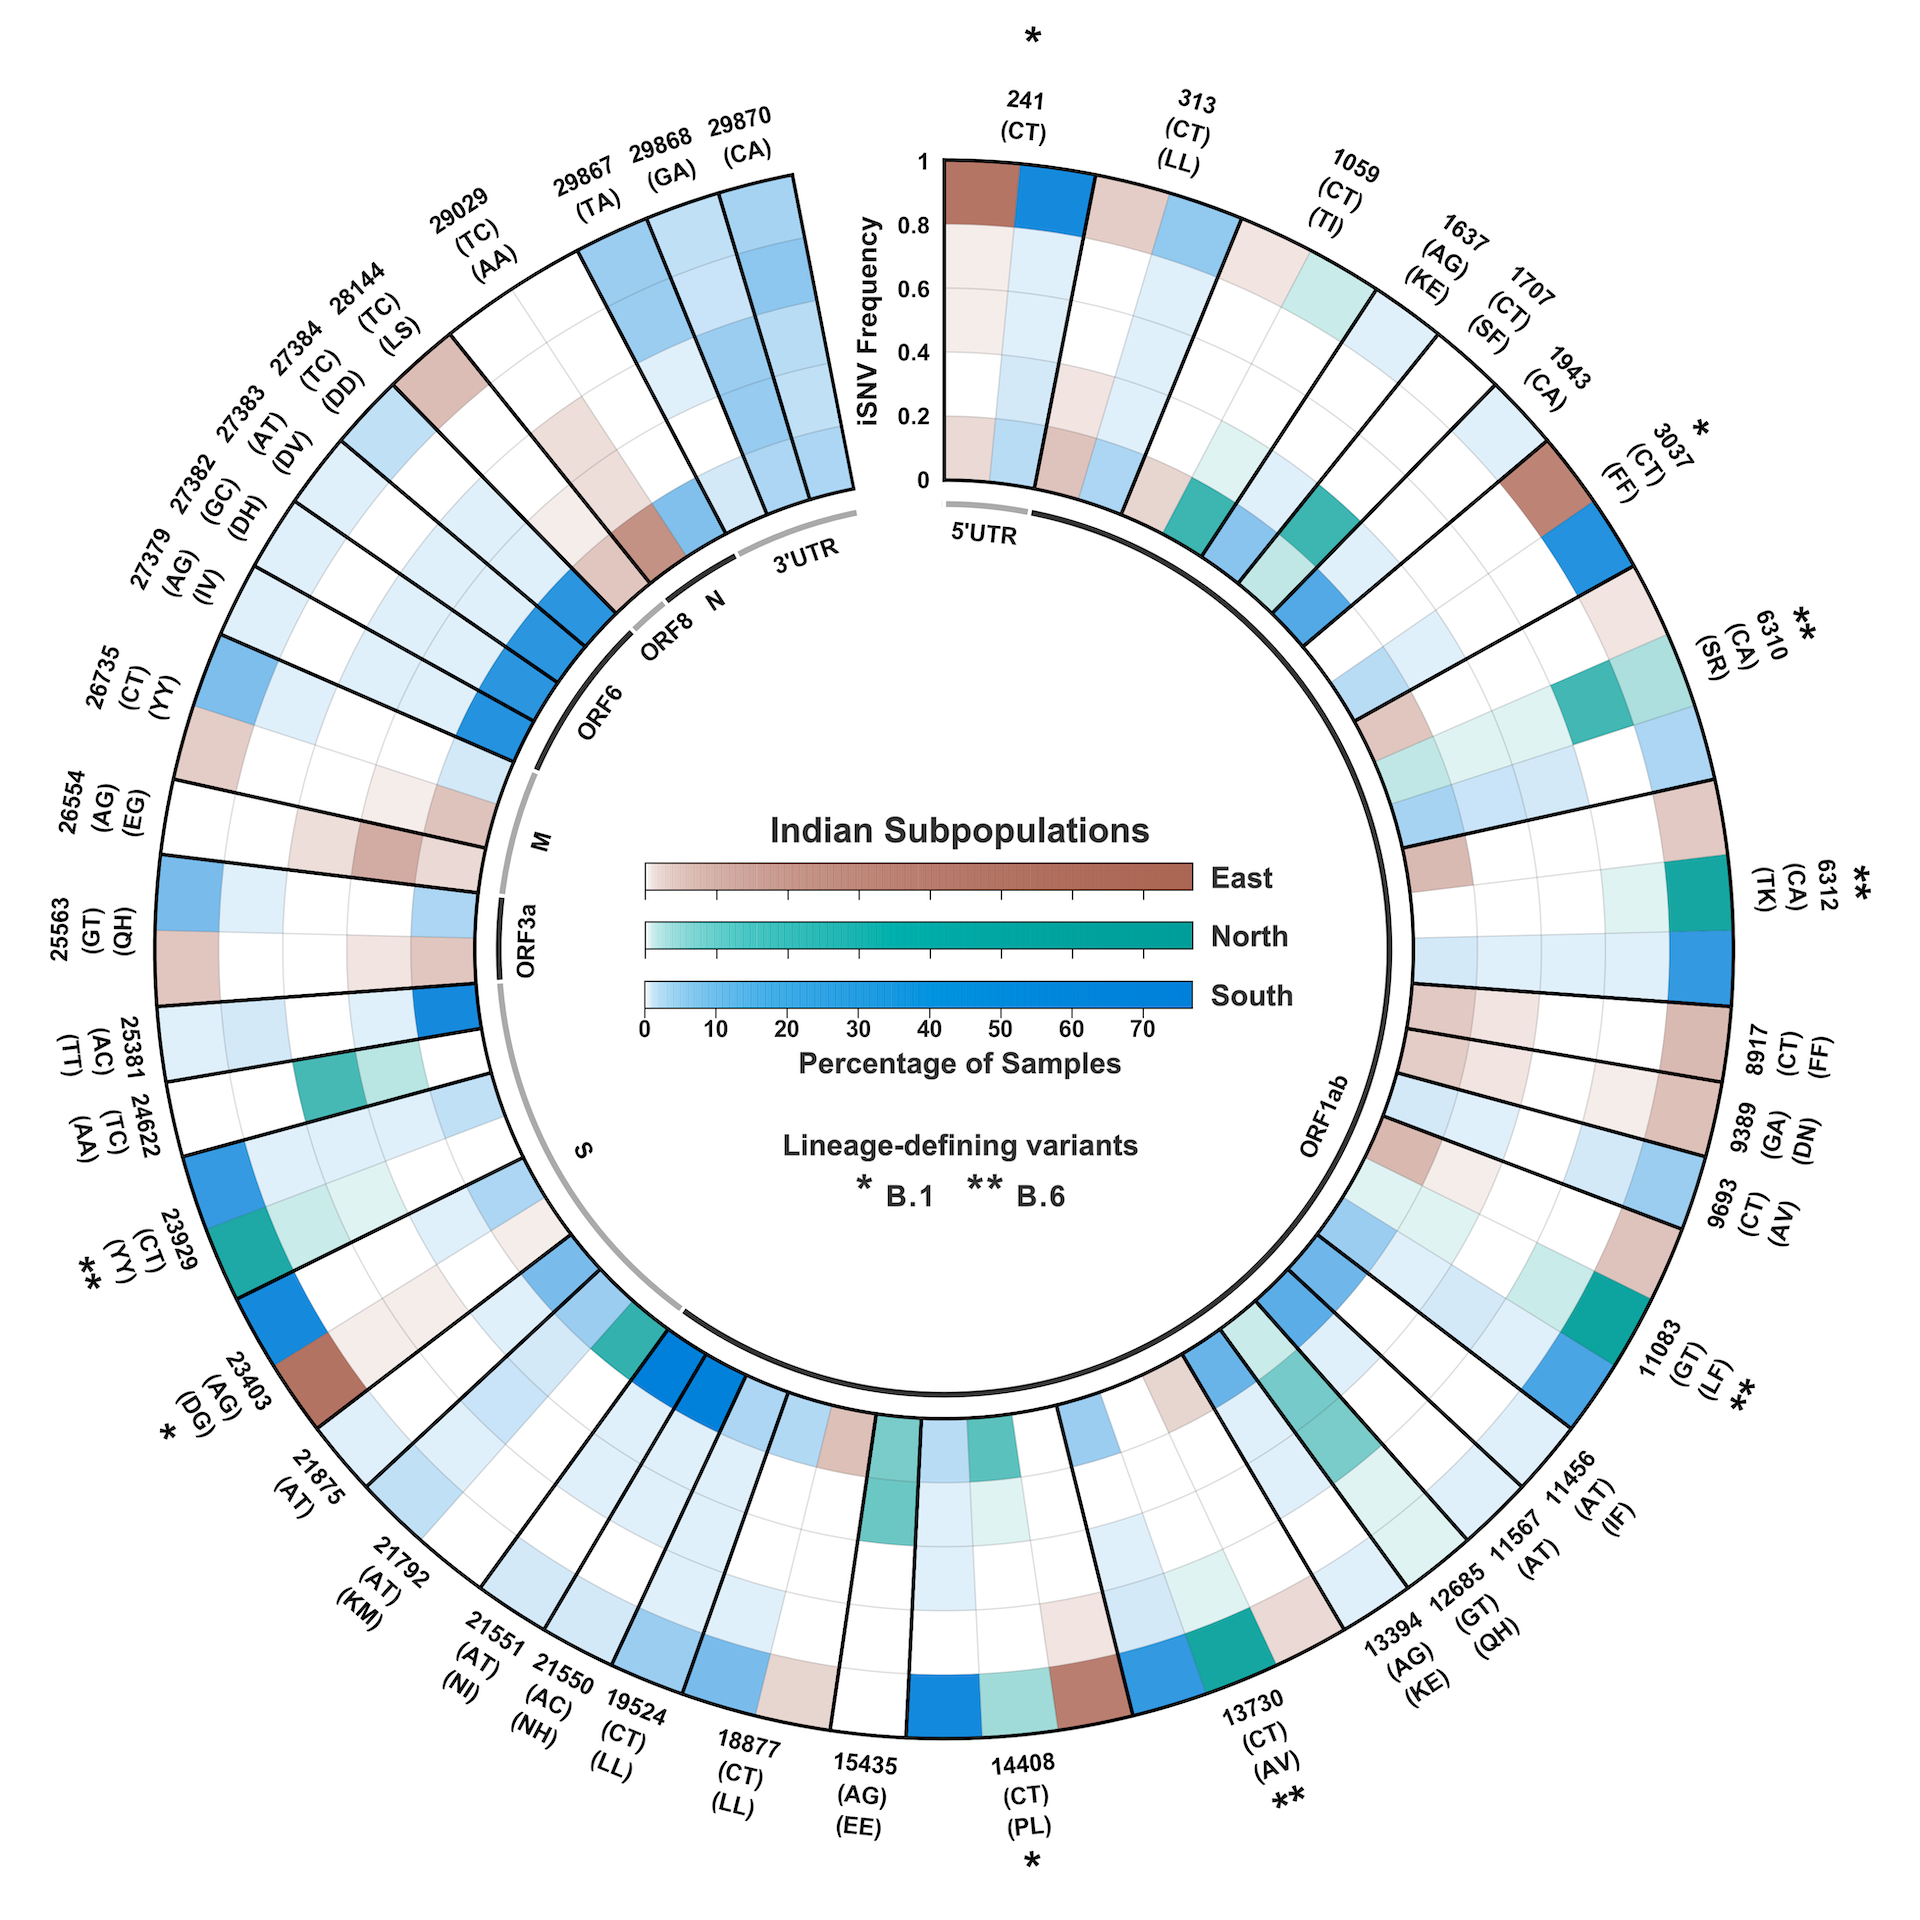 *
241
(CT)
313
(CT)
(LL)
1059
(CT)
(TI)
1637
(AG)
(KE)
1707
(CT)
(SF)
1943
(CA)
*
3037
(CT)
(FF)
**
6310
(CA)
(SR)
**
6312
(CA)
(TK)
8917
(CT)
(FF)
9389
(GA)
(DN)
9693
(CT)
(AV)
11083
(GT)
(LF)
**
11456
(AT)
(IF)
11567
(AT)
12685
(GT)
(QH)
13394
(AG)
(KE)
13730
(CT)
(AV)
**
14408
(CT)
(PL)
*
15435
(AG)
(EE)
18877
(CT)
(LL)
19524
(CT)
(LL)
21550
(AC)
(NH)
21551
(AT)
(NI)
21792
(AT)
(KM)
21875
(AT)
23403
(AG)
(DG)
*
23929
(CT)
(YY)
**
24622
(TC)
(AA)
25381
(AC)
(TT)
25563
(GT)
(QH)
26554
(AG)
(EG)
26735
(CT)
(YY)
27379
(AG)
(IV)
27382
(GC)
(DH)
27383
(AT)
(DV)
27384
(TC)
(DD)
28144
(TC)
(LS)
29029
(TC)
(AA)
29867
(TA)
29868
(GA)
29870
(CA)
iSNV Frequency
1
0.8
0.6
0.4
0.2
0
5'UTR
ORF1ab
S
ORF3a
M
ORF6
ORF8
N
3'UTR
Indian Subpopulations
East
North
South
0 10 20 30 40 50 60 70
Percentage of Samples
Lineage-defining variants
* B.1 ** B.6